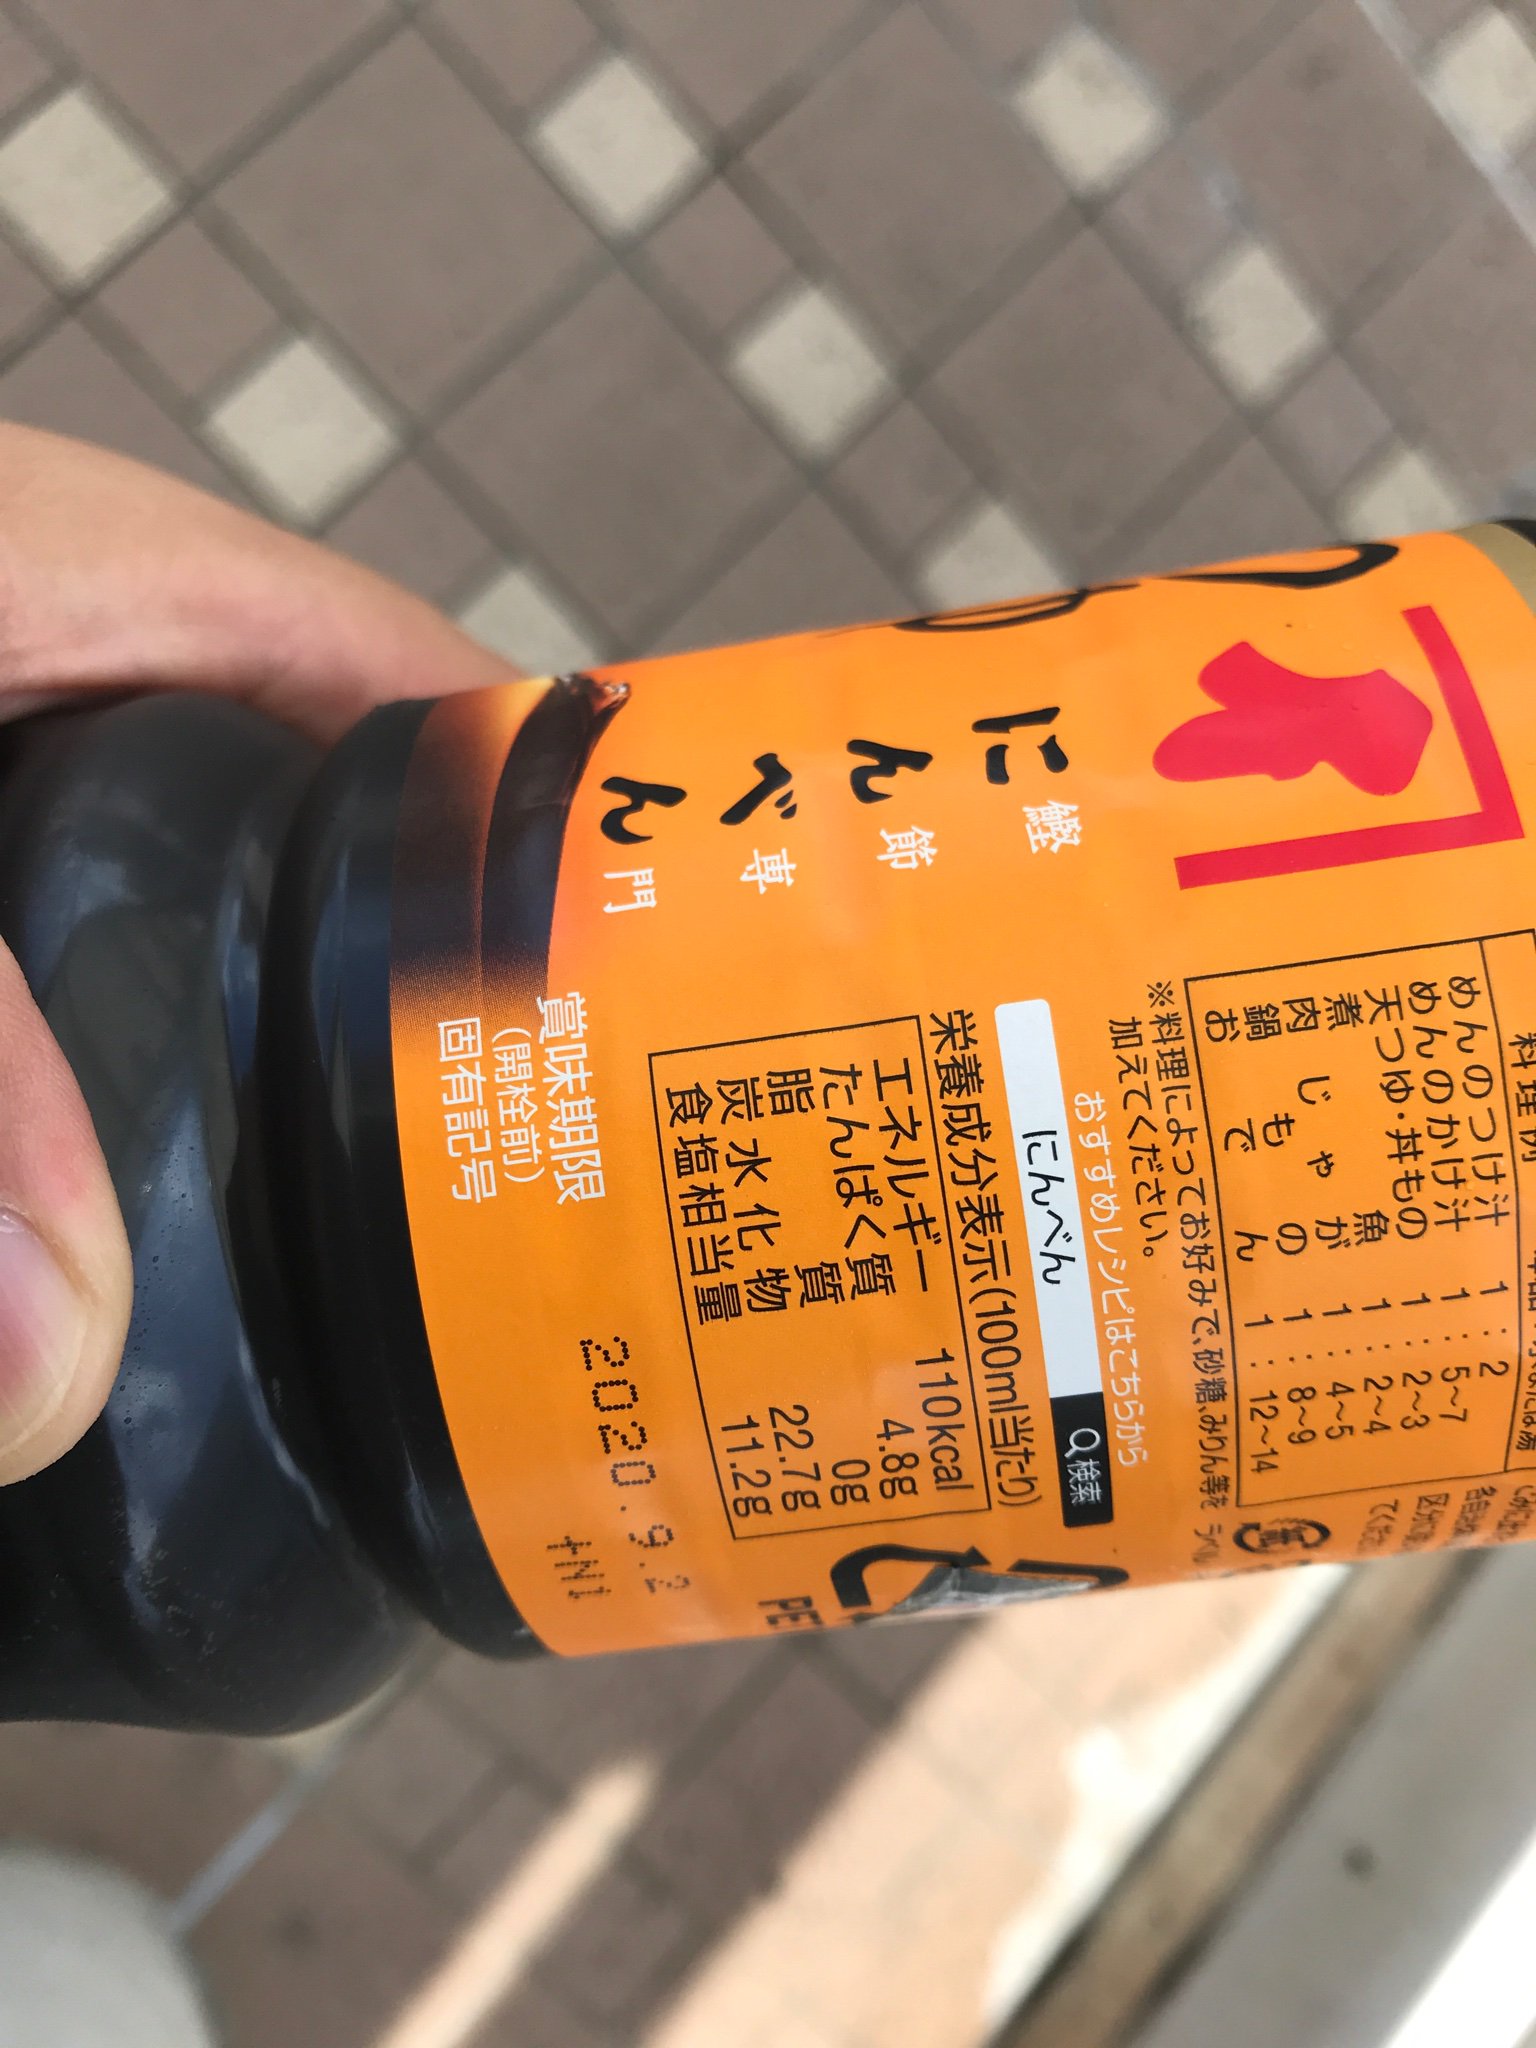 にんべん
鰹節専門
料理例
めんのつけ汁 1:2
めんのかけ汁 1:5~7
天つゆ・丼もの 1:2~3
煮魚 1:2~4
肉じゃが 1:4~5
鍋もの 1:8~9
おでん 1:12~14
※料理によってお好みで、砂糖、みりん等を
加えてください。
おすすめレシピはこちらから
にんべん 検索
栄養成分表示(100ml当たり)
エネルギー 110kcal
たんぱく質 4.8g
脂質 0g
炭水化物 22.7g
食塩相当量 11.2g
賞味期限 2020.9.2
(開栓前)
固有記号 +N1
PET